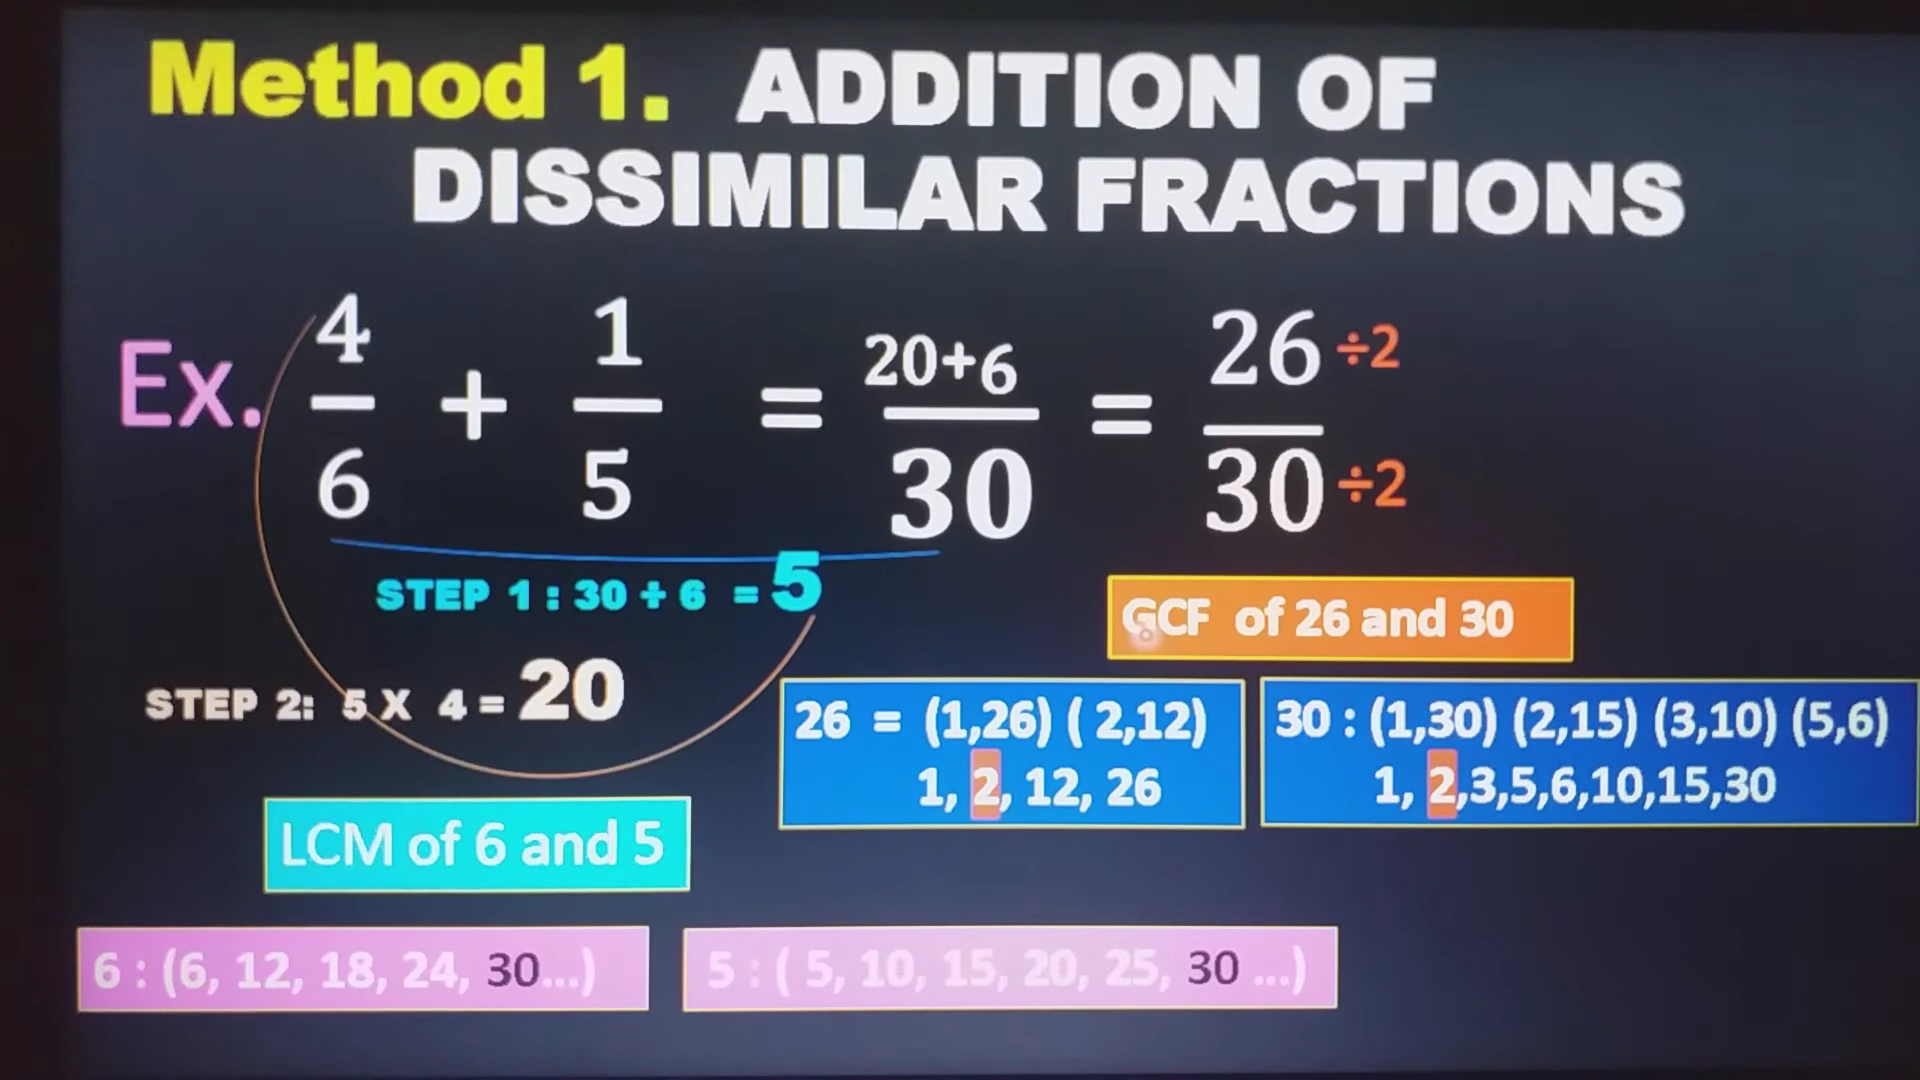 Method 1. ADDITION OF
DISSIMILAR FRACTIONS
Ex. 4/6 + 1/5 = 20+6/30 = 26÷2/30÷2
STEP 1 : 30 ÷ 6 = 5
STEP 2: 5 X 4 = 20
GCF of 26 and 30
26 = (1,26) ( 2,12)
1, 2, 12, 26
30 : (1,30) (2,15) (3,10) (5,6)
1, 2,3,5,6,10,15,30
LCM of 6 and 5
6 : (6, 12, 18, 24, 30...)
5 : ( 5, 10, 15, 20, 25, 30 ...)